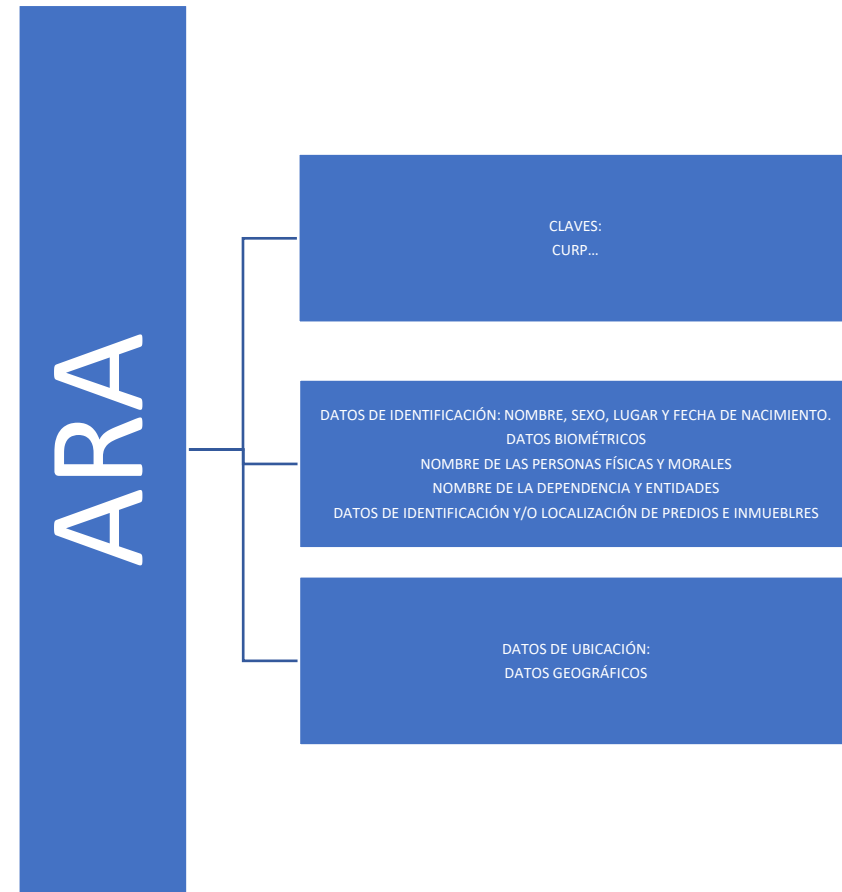 ARA
CLAVES:
CURP...
DATOS DE IDENTIFICACIÓN: NOMBRE, SEXO, LUGAR Y FECHA DE NACIMIENTO.
DATOS BIOMÉTRICOS
NOMBRE DE LAS PERSONAS FÍSICAS Y MORALES
NOMBRE DE LA DEPENDENCIA Y ENTIDADES
DATOS DE IDENTIFICACIÓN Y/O LOCALIZACIÓN DE PREDIOS E INMUEBLRES
DATOS DE UBICACIÓN:
DATOS GEOGRÁFICOS